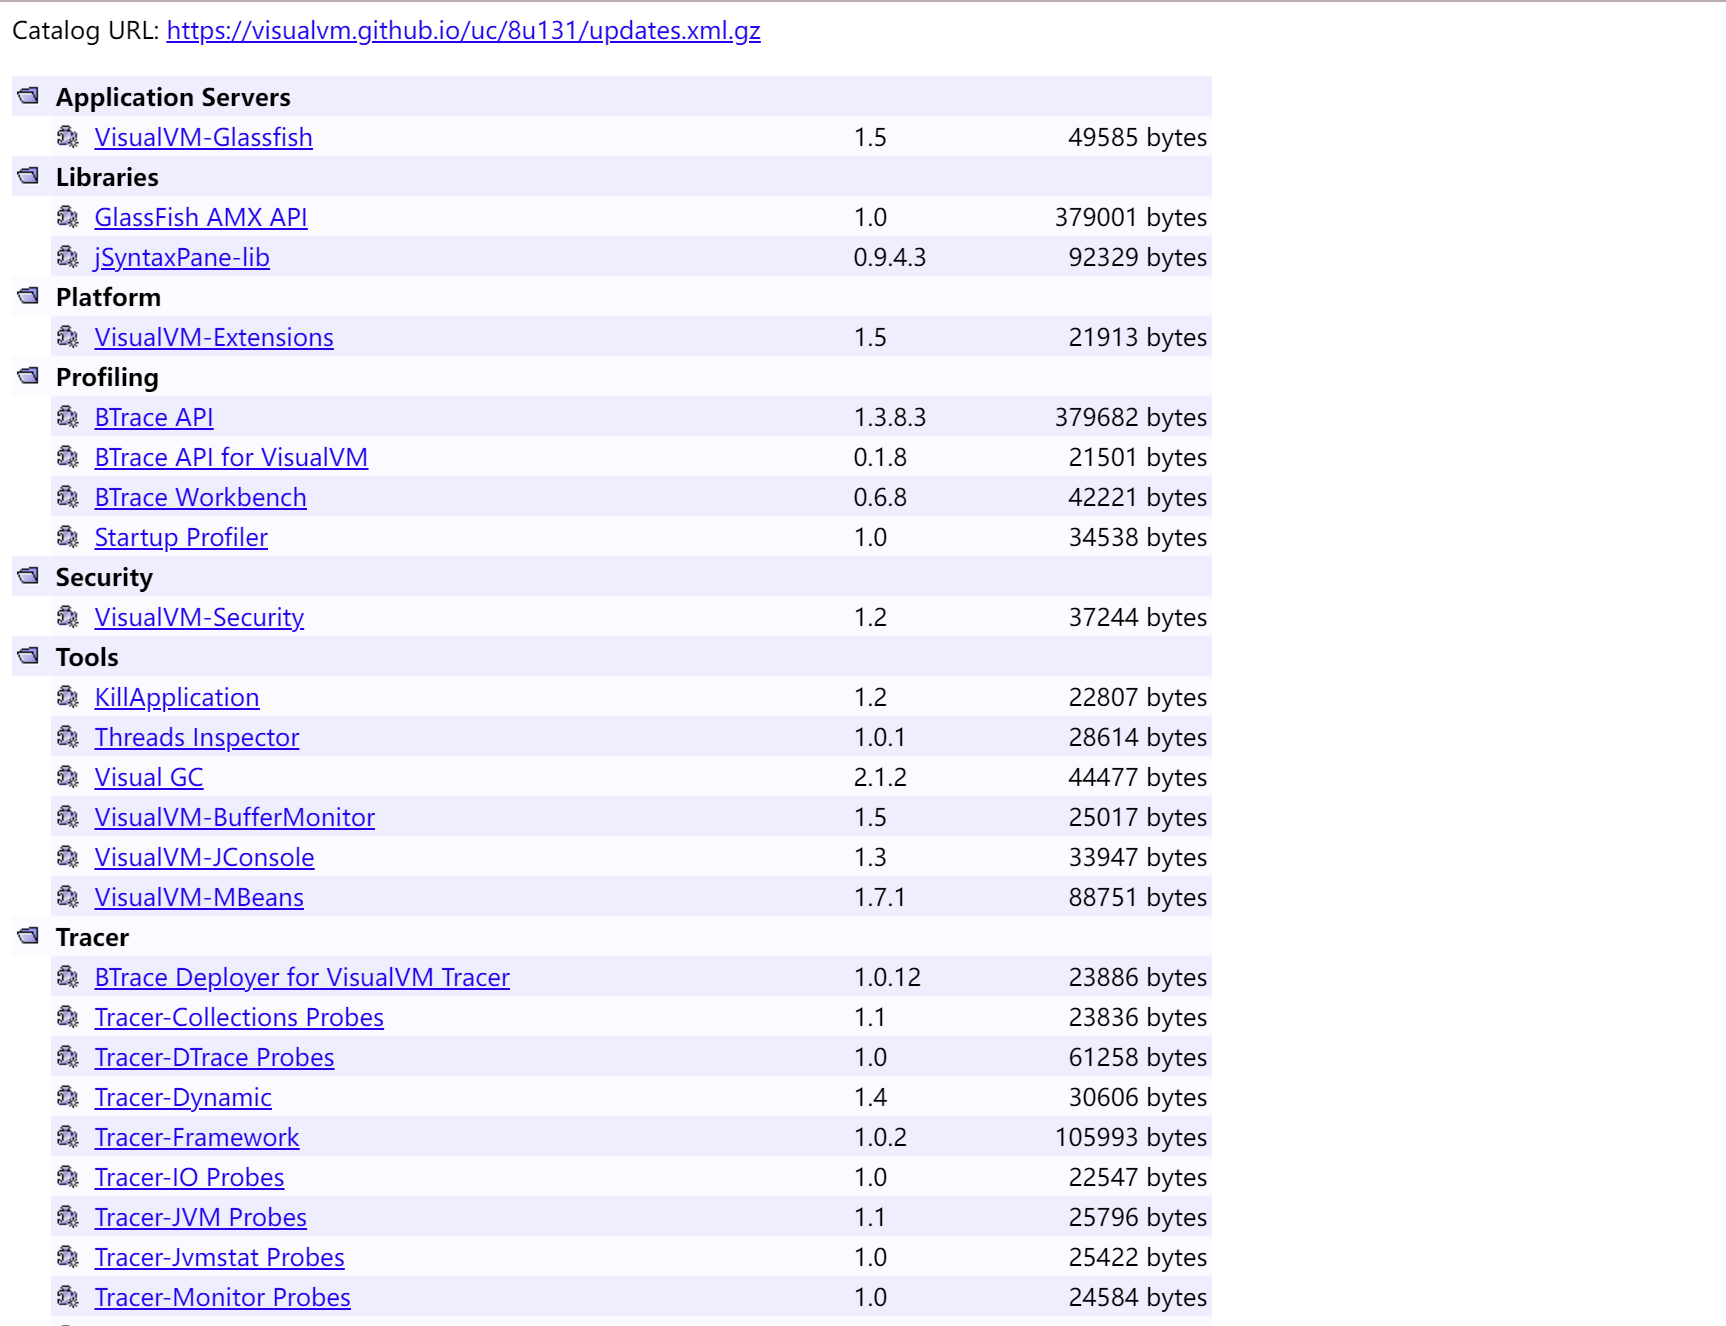 Catalog URL: https://visualvm.github.io/uc/8u131/updates.xml.gz
Application Servers
VisualVM-Glassfish 1.5 49585 bytes
Libraries
GlassFish AMX API 1.0 379001 bytes
jSyntaxPane-lib 0.9.4.3 92329 bytes
Platform
VisualVM-Extensions 1.5 21913 bytes
Profiling
BTrace API 1.3.8.3 379682 bytes
BTrace API for VisualVM 0.1.8 21501 bytes
BTrace Workbench 0.6.8 42221 bytes
Startup Profiler 1.0 34538 bytes
Security
VisualVM-Security 1.2 37244 bytes
Tools
KillApplication 1.2 22807 bytes
Threads Inspector 1.0.1 28614 bytes
Visual GC 2.1.2 44477 bytes
VisualVM-BufferMonitor 1.5 25017 bytes
VisualVM-JConsole 1.3 33947 bytes
VisualVM-MBeans 1.7.1 88751 bytes
Tracer
BTrace Deployer for VisualVM Tracer 1.0.12 23886 bytes
Tracer-Collections Probes 1.1 23836 bytes
Tracer-DTrace Probes 1.0 61258 bytes
Tracer-Dynamic 1.4 30606 bytes
Tracer-Framework 1.0.2 105993 bytes
Tracer-IO Probes 1.0 22547 bytes
Tracer-JVM Probes 1.1 25796 bytes
Tracer-Jvmstat Probes 1.0 25422 bytes
Tracer-Monitor Probes 1.0 24584 bytes